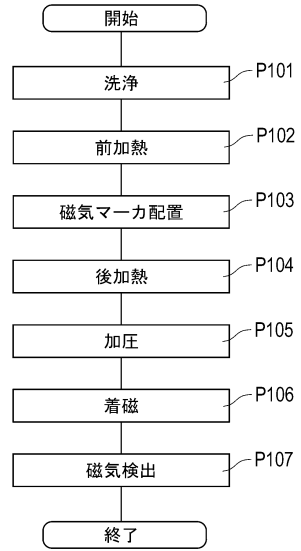 開始
洗浄 P101
前加熱 P102
磁気マーカ配置 P103
後加熱 P104
加圧 P105
着磁 P106
磁気検出 P107
終了